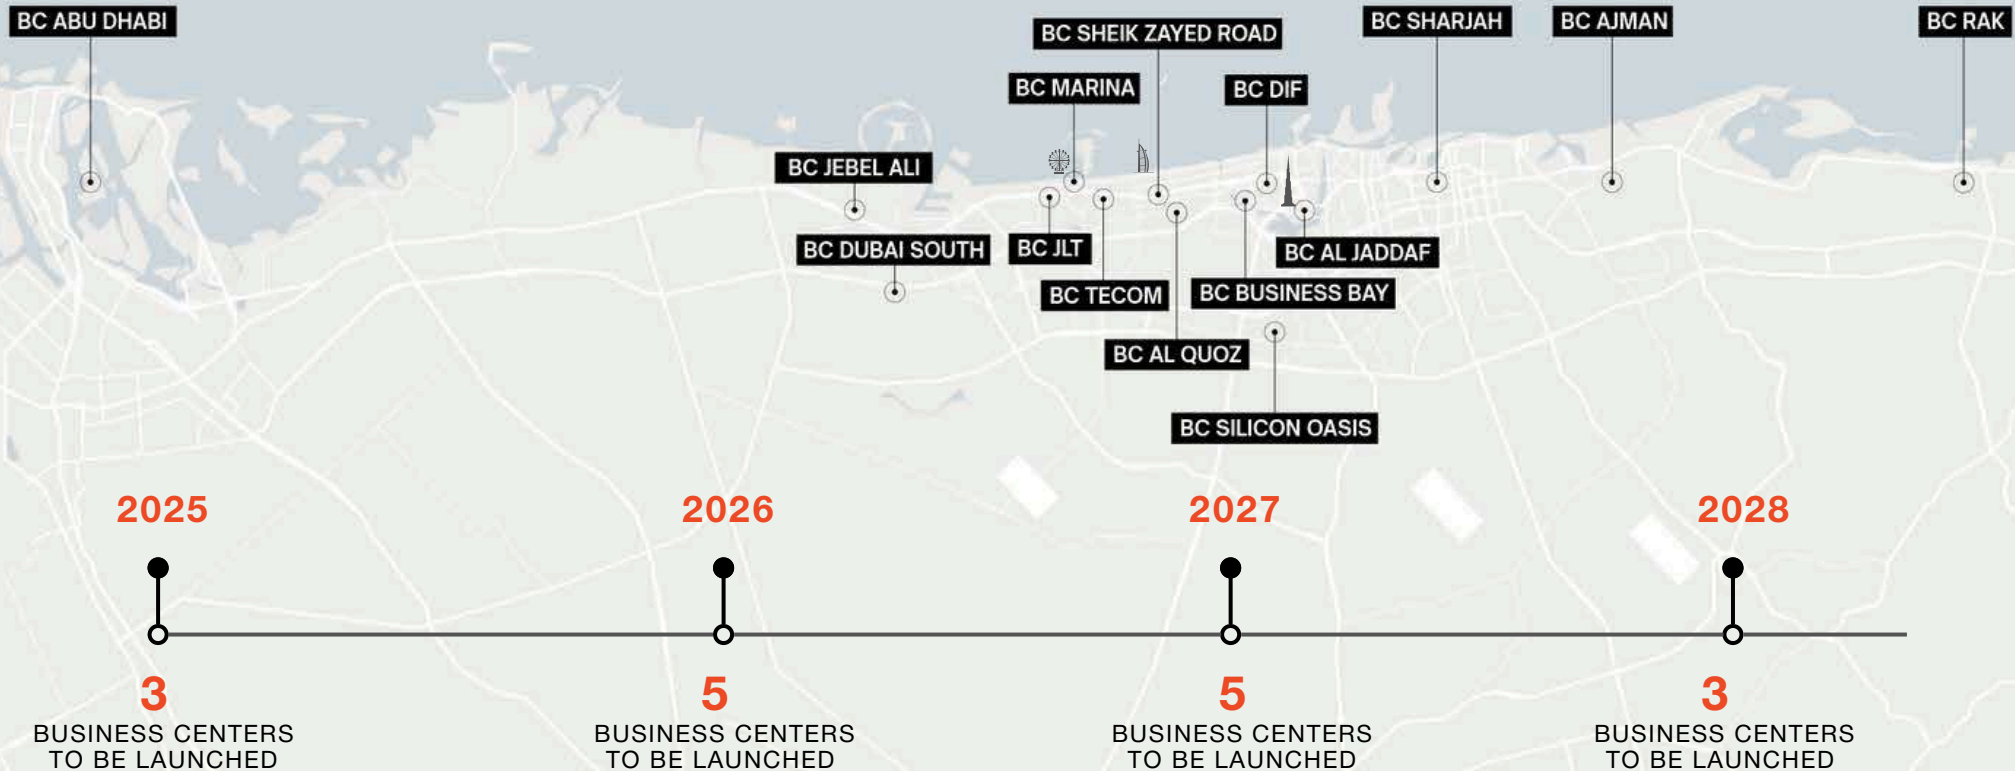 BC ABU DHABI
BC SHEIK ZAYED ROAD
BC SHARJAH
BC AJMAN
BC RAK
BC MARINA
BC DIF
BC JEBEL ALI
BC DUBAI SOUTH
BC JLT
BC AL JADDAF
BC TECOM
BC BUSINESS BAY
BC AL QUOZ
BC SILICON OASIS
2025
2026
2027
2028
3
BUSINESS CENTERS
TO BE LAUNCHED
5
BUSINESS CENTERS
TO BE LAUNCHED
5
BUSINESS CENTERS
TO BE LAUNCHED
3
BUSINESS CENTERS
TO BE LAUNCHED